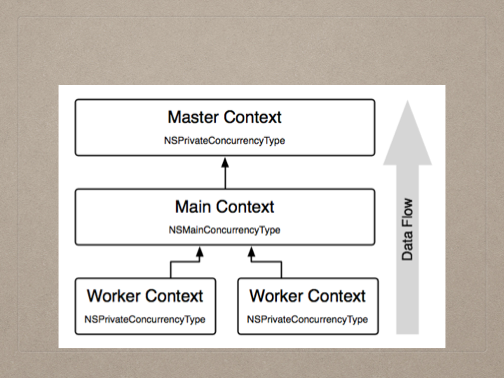 Master Context
NSPrivateConcurrencyType
Main Context
NSMainConcurrencyType
Worker Context
NSPrivateConcurrencyType
Worker Context
NSPrivateConcurrencyType
Data Flow